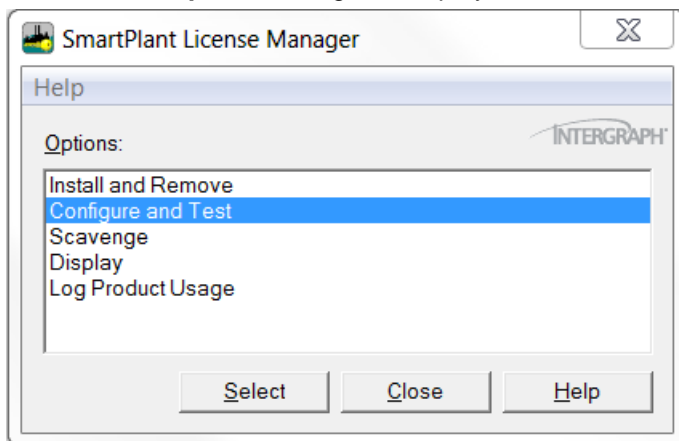 SmartPlant License Manager
Help
Options:
INTERGRAPH
Install and Remove
Configure and Test
Scavenge
Display
Log Product Usage
Select Close Help